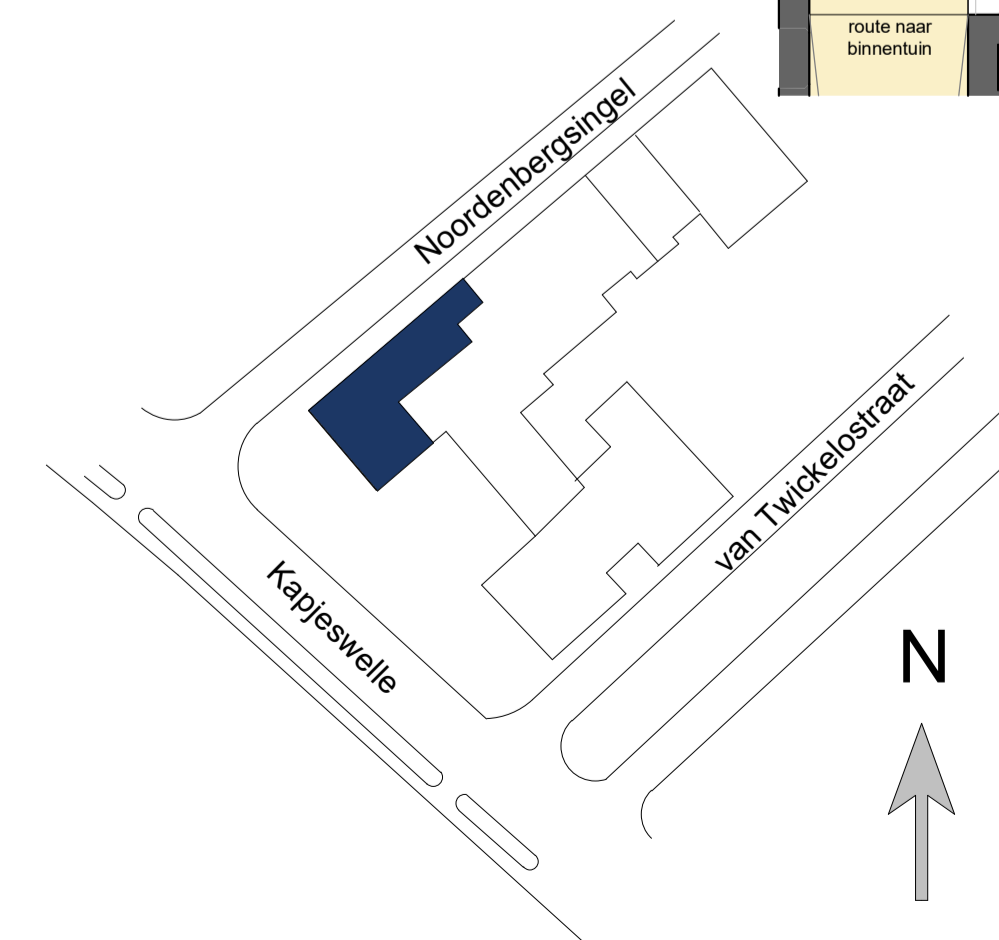 route naar
binnentuin
Noordenbergsingel
van Twickelostraat
Kapjeswelle
N